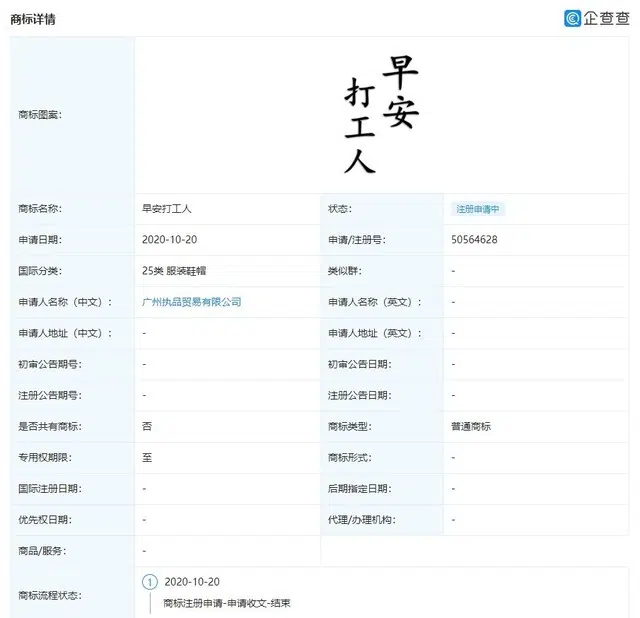 商标详情
企查查
商标图案:
早安
打工人
商标名称: 早安打工人 状态: 注册申请中
申请日期: 2020-10-20 申请/注册号: 50564628
国际分类: 25类 服装鞋帽 类似群: -
申请人名称（中文）: 广州执品贸易有限公司 申请人名称（英文）: -
申请人地址（中文）: - 申请人地址（英文）: -
初审公告期号: - 初审公告日期: -
注册公告期号: - 注册公告日期: -
是否共有商标: 否 商标类型: 普通商标
专用权期限: 至 商标形式: -
国际注册日期: - 后期指定日期: -
优先权日期: - 代理/办理机构: -
商品/服务: -
商标流程状态:
1 2020-10-20
商标注册申请-申请收文-结束